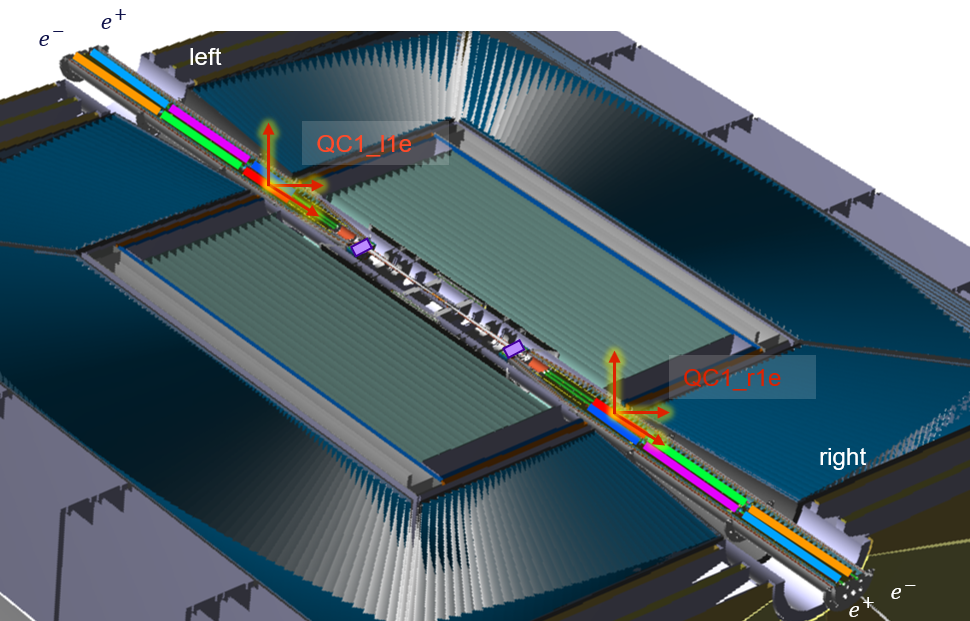 e⁺
e⁻
left
QC1_l1e
QC1_r1e
right
e⁻
e⁺